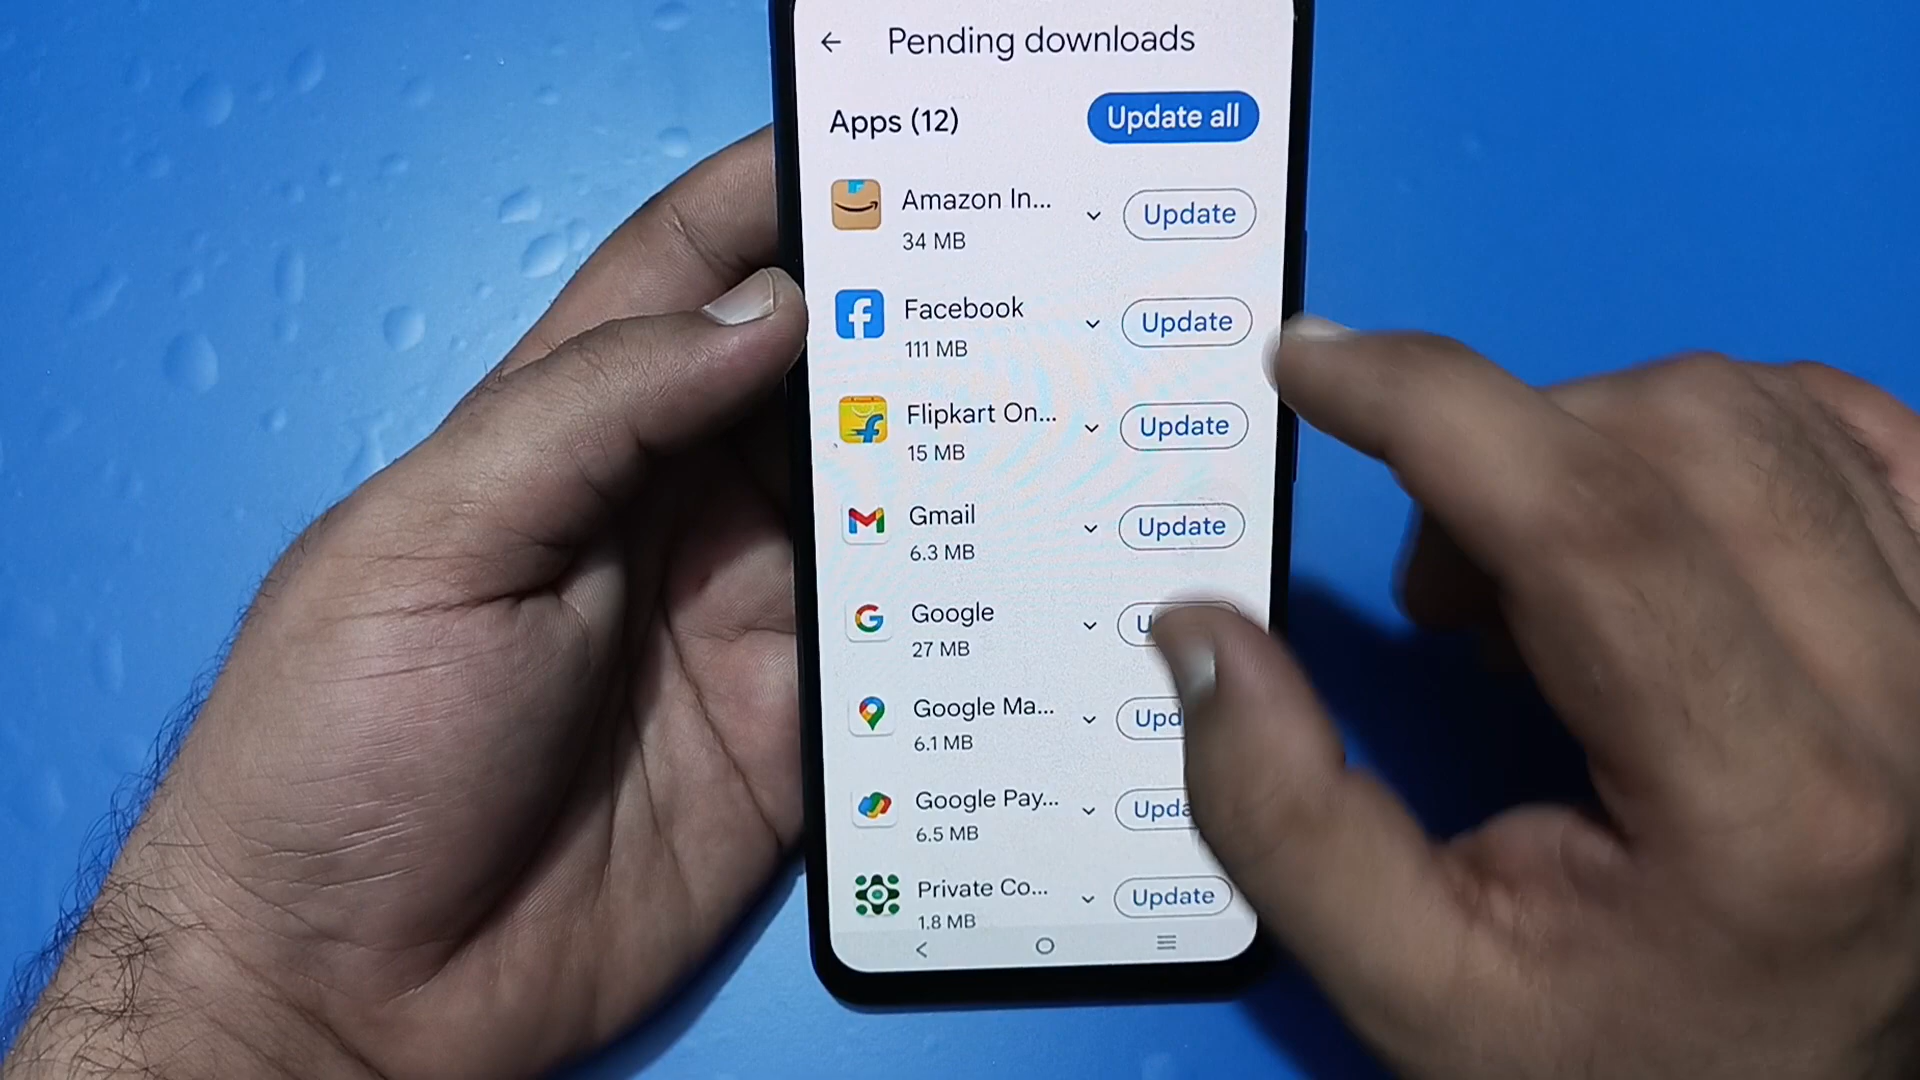 Pending downloads
Apps (12)
Update all
Amazon In...
34 MB
Update
Facebook
111 MB
Update
Flipkart On...
15 MB
Update
Gmail
6.3 MB
Update
Google
27 MB
Google Ma...
6.1 MB
Upd
Google Pay...
6.5 MB
Upda
Private Co...
1.8 MB
Update